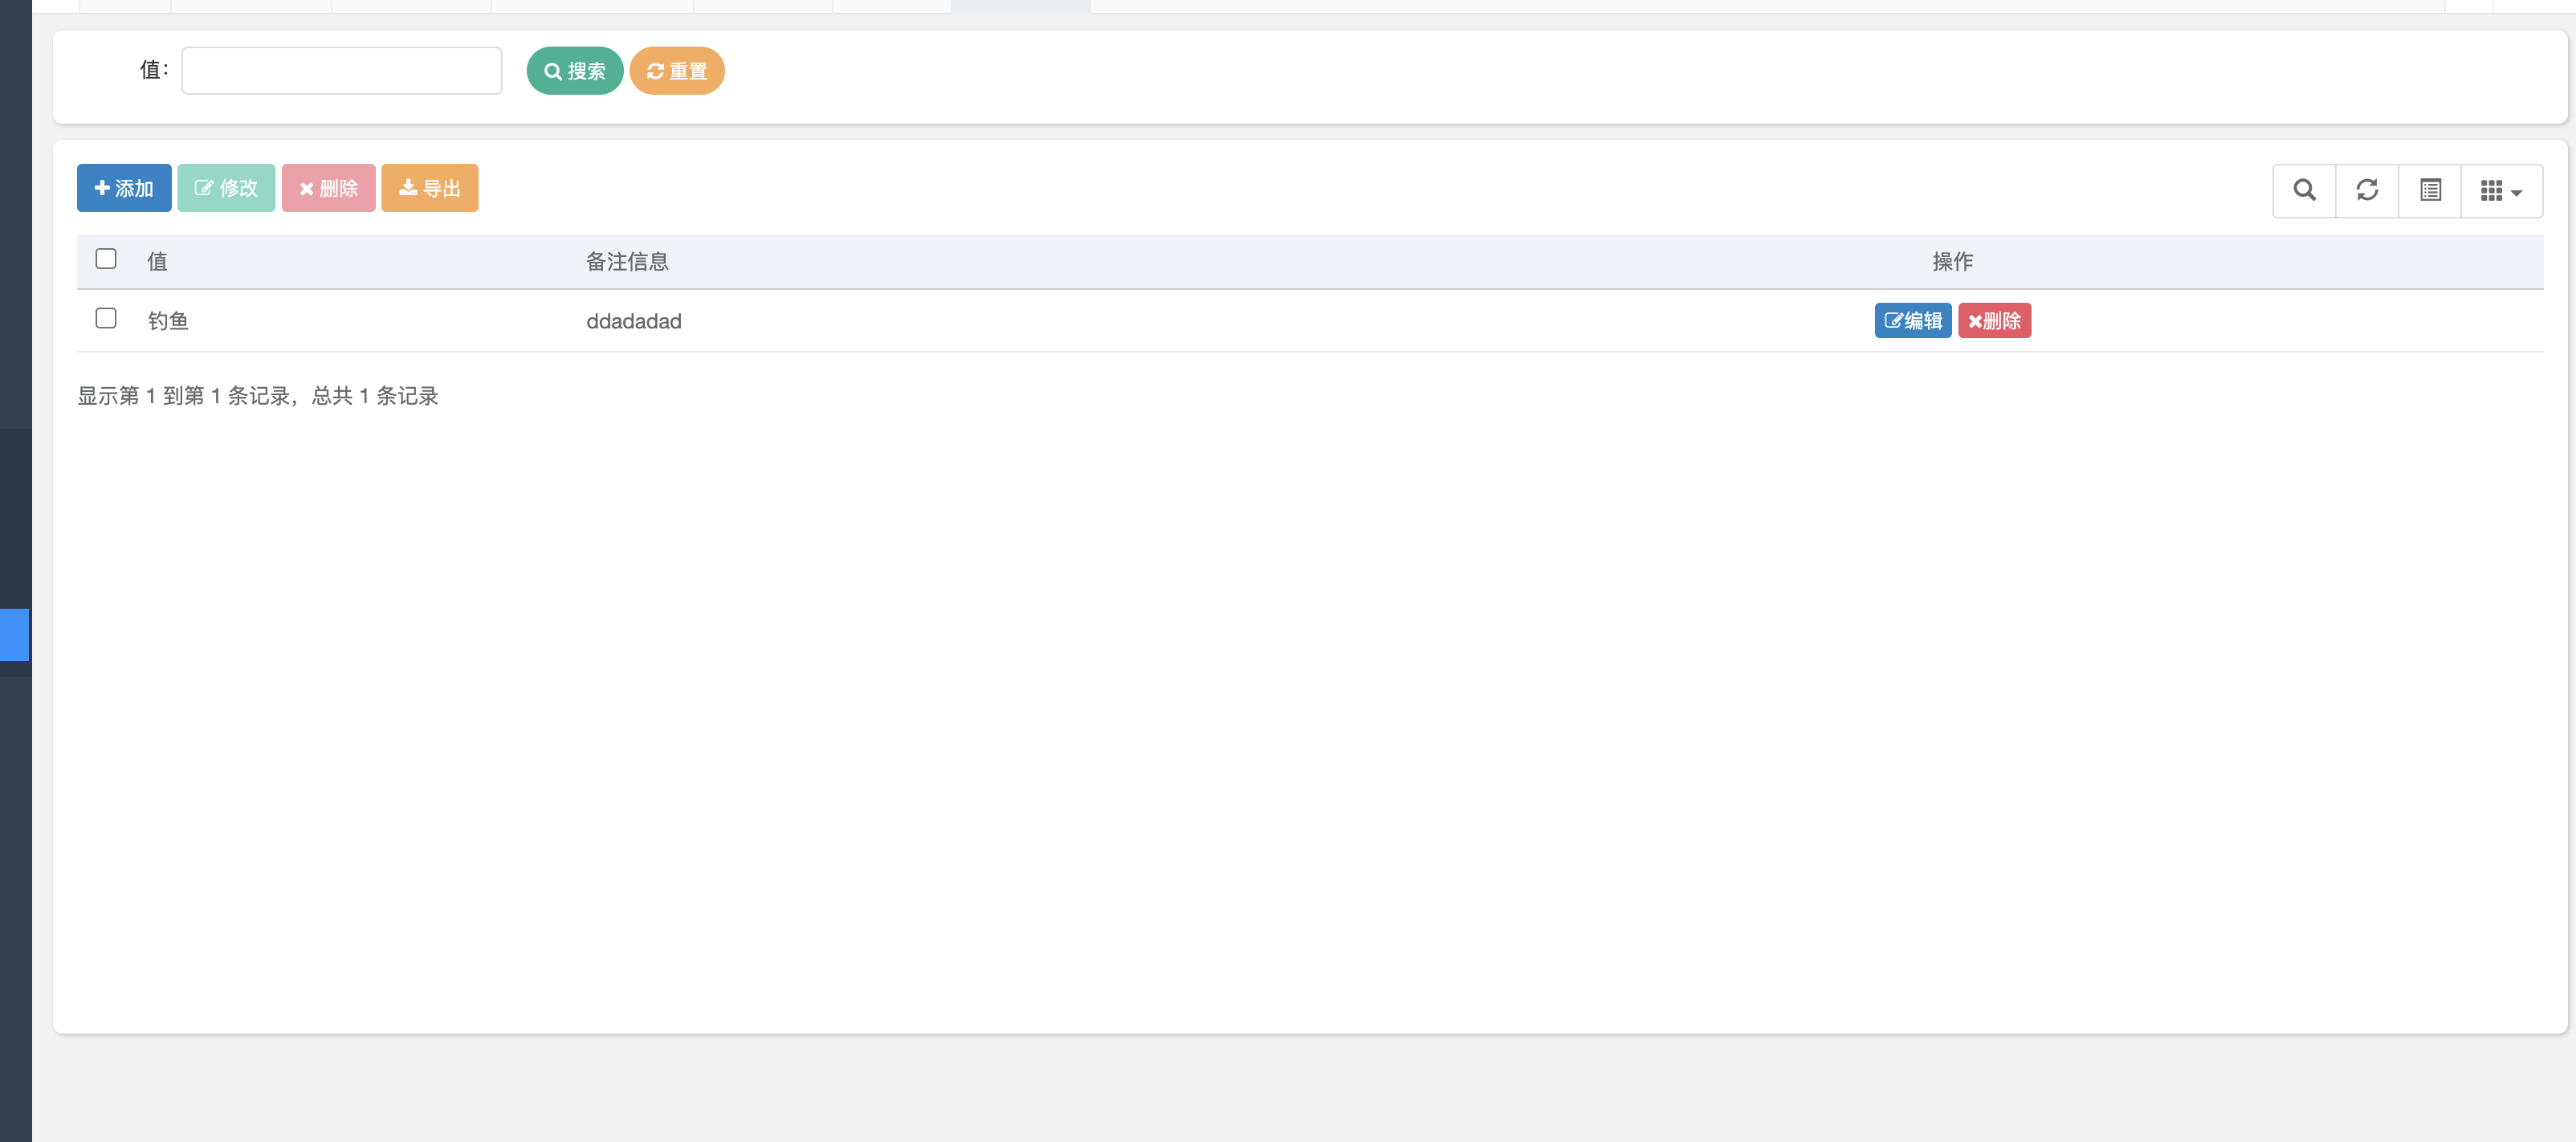 值：
搜索 重置
添加 修改 删除 导出
值 备注信息 操作
钓鱼 ddadadad 编辑 删除
显示第 1 到第 1 条记录，总共 1 条记录